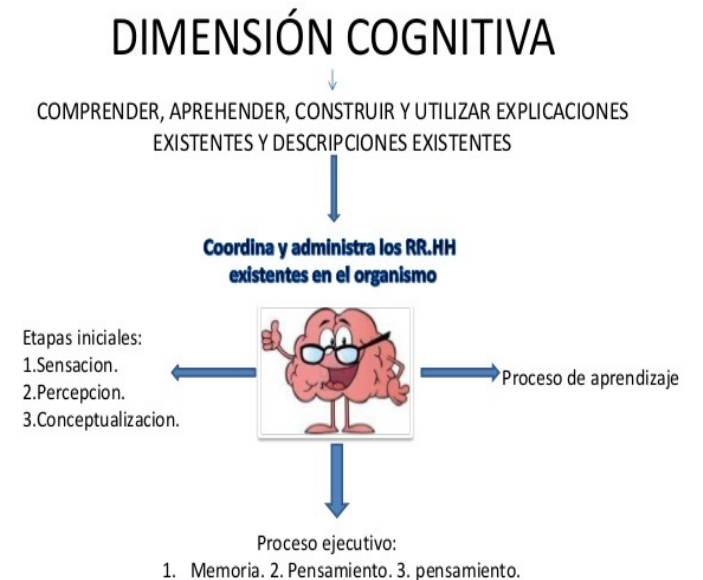 DIMENSIÓN COGNITIVA
COMPRENDER, APREHENDER, CONSTRUIR Y UTILIZAR EXPLICACIONES
EXISTENTES Y DESCRIPCIONES EXISTENTES
Coordina y administra los RR.HH
existentes en el organismo
Etapas iniciales:
1.Sensacion.
2.Percepcion.
3.Conceptualizacion.
Proceso de aprendizaje
Proceso ejecutivo:
1. Memoria. 2. Pensamiento. 3. pensamiento.